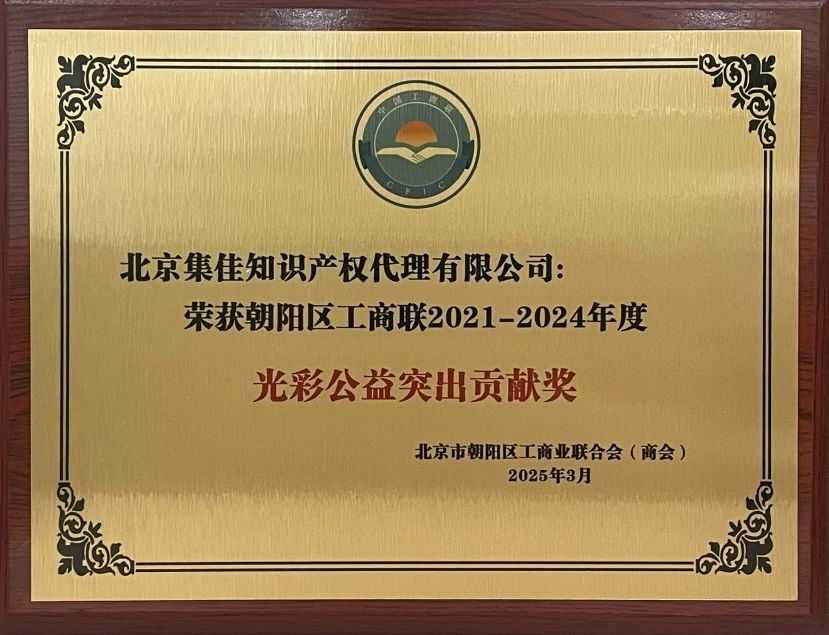 中国工商联
CFIC
北京集佳知识产权代理有限公司：
荣获朝阳区工商联2021-2024年度
光彩公益突出贡献奖
北京市朝阳区工商业联合会（商会）
2025年3月